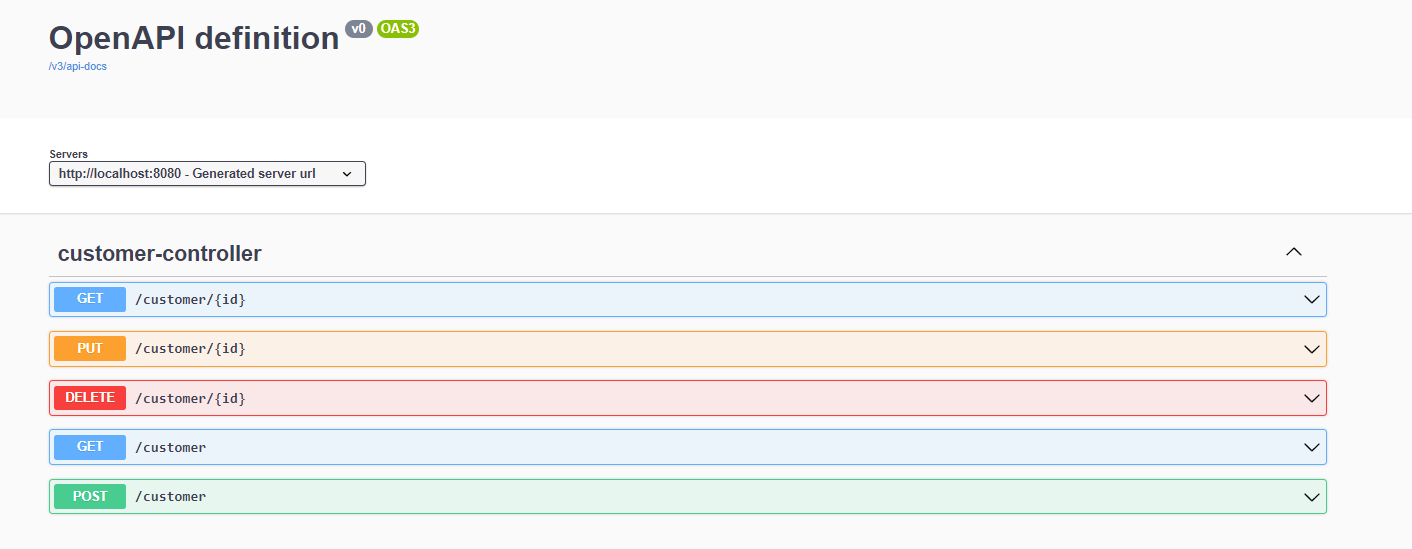 OpenAPI definition v0 OAS3
/v3/api-docs
Servers
http://localhost:8080 - Generated server url
customer-controller
GET /customer/{id}
PUT /customer/{id}
DELETE /customer/{id}
GET /customer
POST /customer